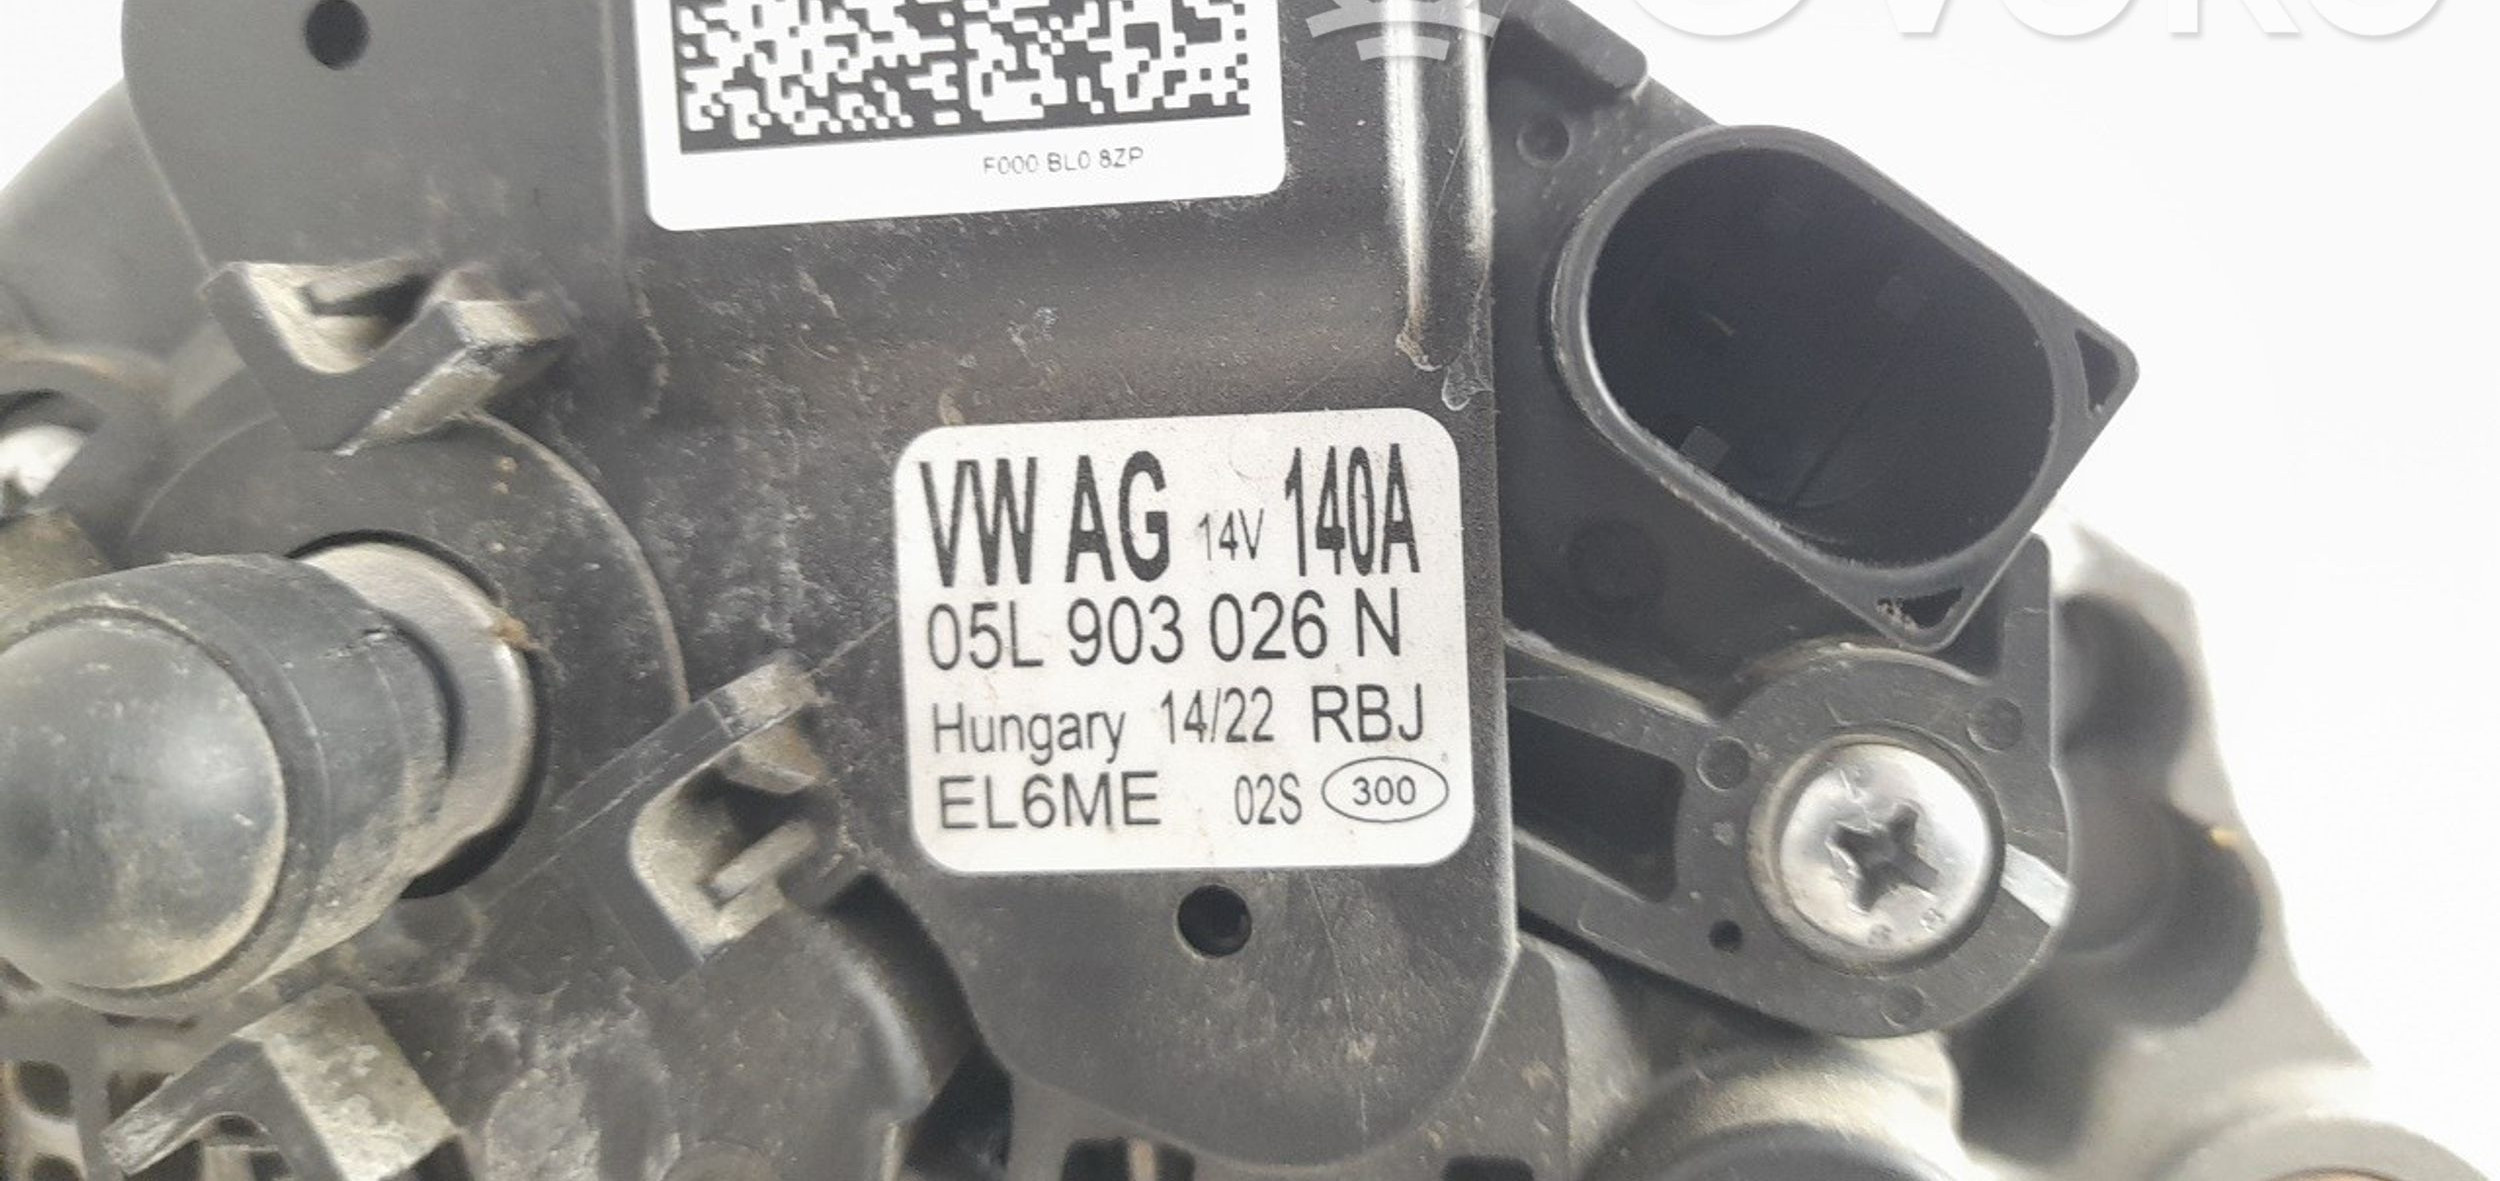 F000 BL0 8ZP
VW AG 14V 140A
05L 903 026 N
Hungary 14/22 RBJ
EL6ME 02S 300